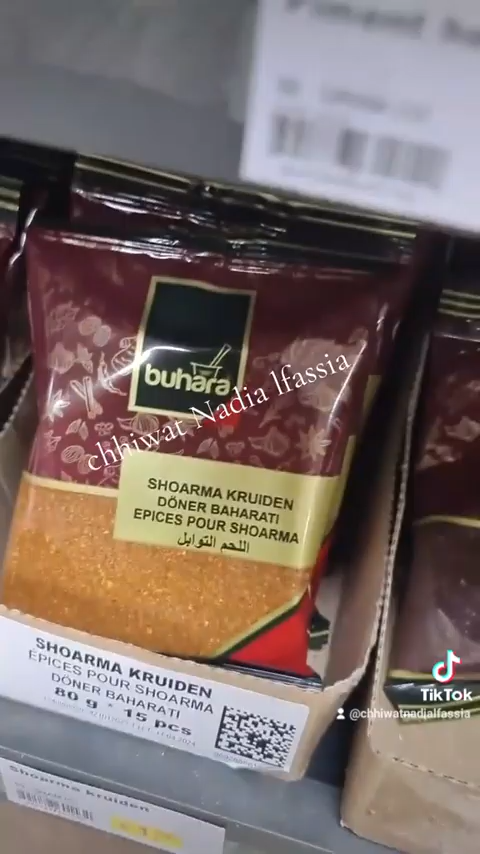 buhara
chhiwat Nadia lfassia
SHOARMA KRUIDEN
DÖNER BAHARATI
EPICES POUR SHOARMA
اللحم التوابل
SHOARMA KRUIDEN
EPICES POUR SHOARMA
DÖNER BAHARATI
80 g * 15 pcs
TikTok
@chhiwatnadjalfassia
Shoarma kruiden